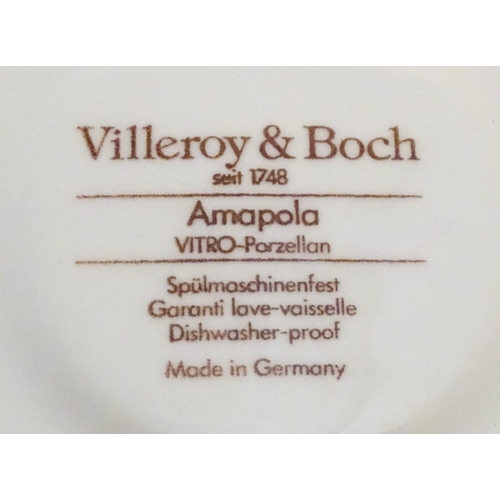 Villeroy & Boch
seit 1748
Amapola
VITRO-Porzellan
Spülmaschinenfest
Garanti lave-vaisselle
Dishwasher-proof
Made in Germany